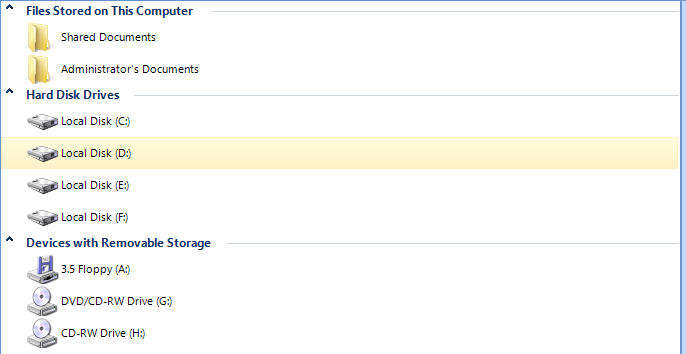 Files Stored on This Computer
Shared Documents
Administrator's Documents
Hard Disk Drives
Local Disk (C:)
Local Disk (D:)
Local Disk (E:)
Local Disk (F:)
Devices with Removable Storage
3.5 Floppy (A:)
DVD/CD-RW Drive (G:)
CD-RW Drive (H:)